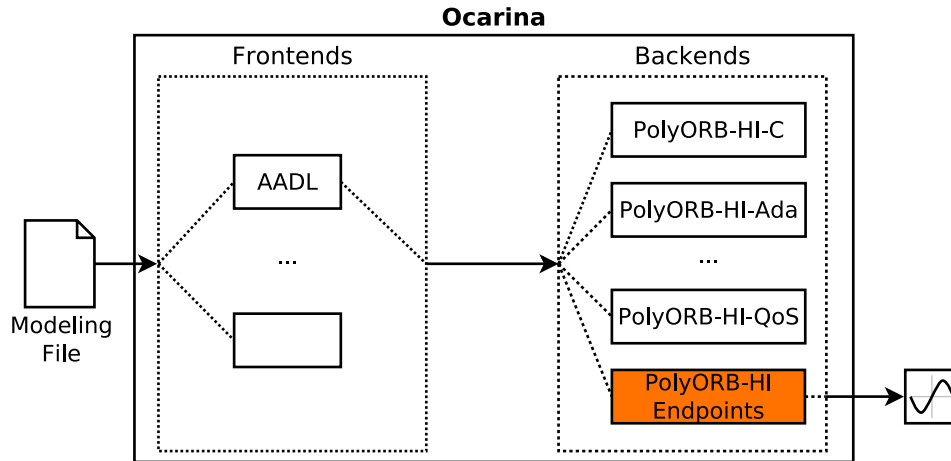 Ocarina
Frontends
Backends
PolyORB-HI-C
AADL
PolyORB-HI-Ada
...
...
Modeling
File
PolyORB-HI-QoS
PolyORB-HI
Endpoints